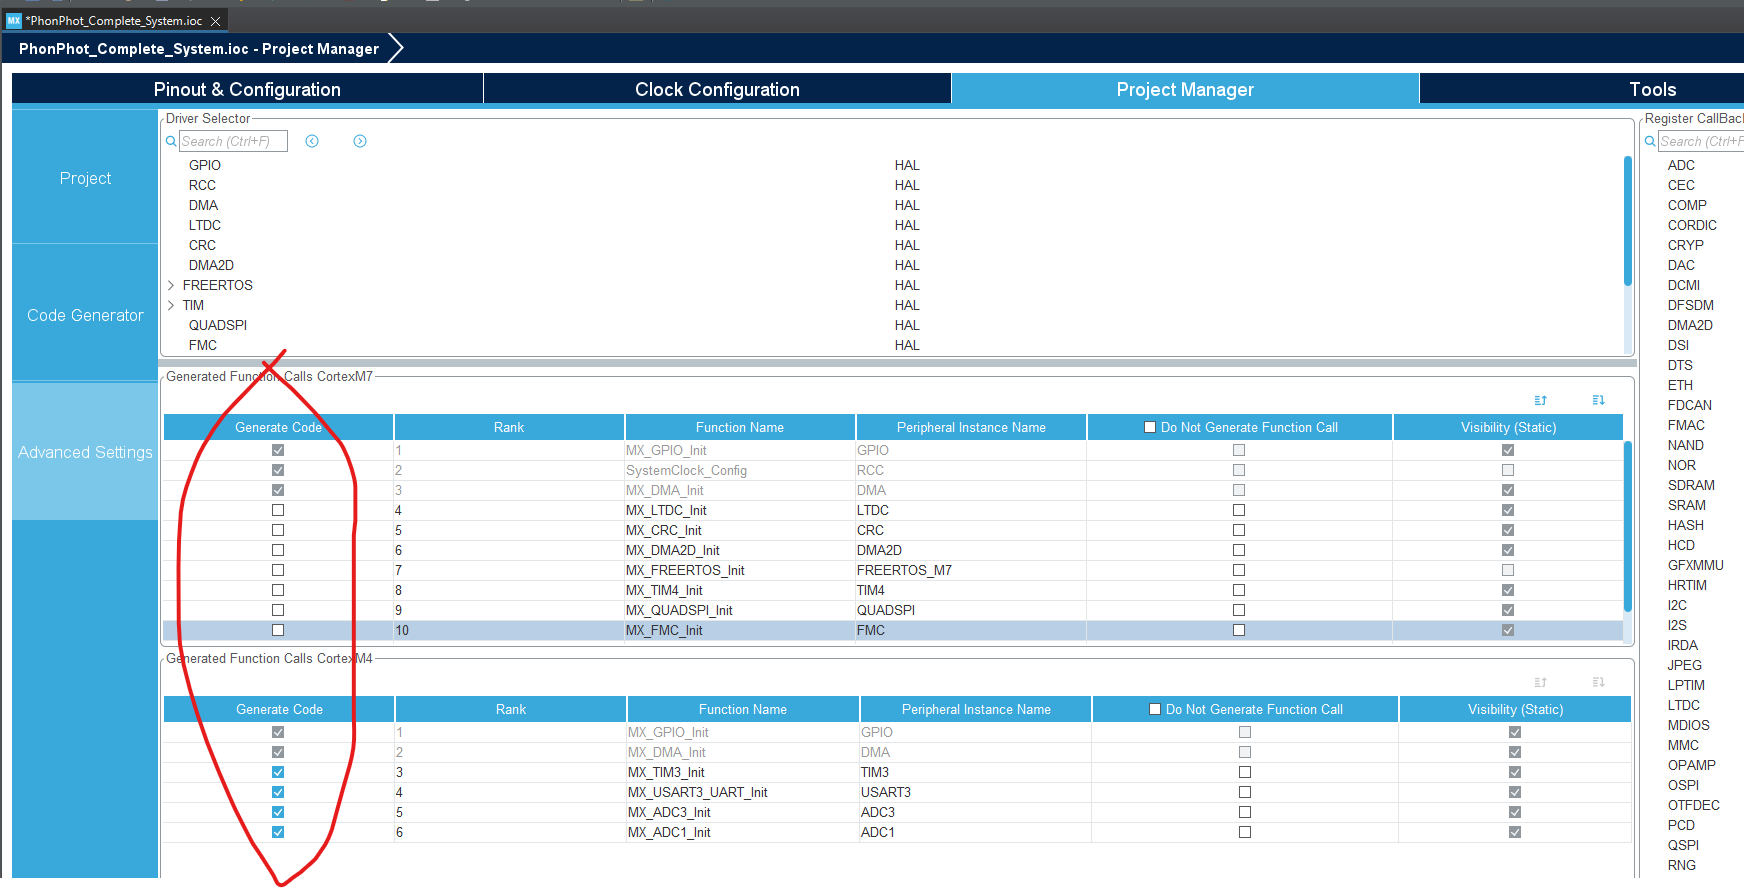 MX *PhonPhot_Complete_System.ioc
PhonPhot_Complete_System.ioc - Project Manager
Pinout & Configuration Clock Configuration Project Manager Tools
Project
Code Generator
Advanced Settings
Driver Selector
Search (Ctrl+F)
GPIO HAL
RCC HAL
DMA HAL
LTDC HAL
CRC HAL
DMA2D HAL
FREERTOS HAL
TIM HAL
QUADSPI HAL
FMC HAL
Generated Function Calls CortexM7
Generate Code Rank Function Name Peripheral Instance Name Do Not Generate Function Call Visibility (Static)
1 MX_GPIO_Init GPIO
2 SystemClock_Config RCC
3 MX_DMA_Init DMA
4 MX_LTDC_Init LTDC
5 MX_CRC_Init CRC
6 MX_DMA2D_Init DMA2D
7 MX_FREERTOS_Init FREERTOS_M7
8 MX_TIM4_Init TIM4
9 MX_QUADSPI_Init QUADSPI
10 MX_FMC_Init FMC
Generated Function Calls CortexM4
Generate Code Rank Function Name Peripheral Instance Name Do Not Generate Function Call Visibility (Static)
1 MX_GPIO_Init GPIO
2 MX_DMA_Init DMA
3 MX_TIM3_Init TIM3
4 MX_USART3_UART_Init USART3
5 MX_ADC3_Init ADC3
6 MX_ADC1_Init ADC1
Register CallBac
Search (Ctrl+F
ADC
CEC
COMP
CORDIC
CRYP
DAC
DCMI
DFSDM
DMA2D
DSI
DTS
ETH
FDCAN
FMAC
NAND
NOR
SDRAM
SRAM
HASH
HCD
GFXMMU
HRTIM
I2C
I2S
IRDA
JPEG
LPTIM
LTDC
MDIOS
MMC
OPAMP
OSPI
OTFDEC
PCD
QSPI
RNG